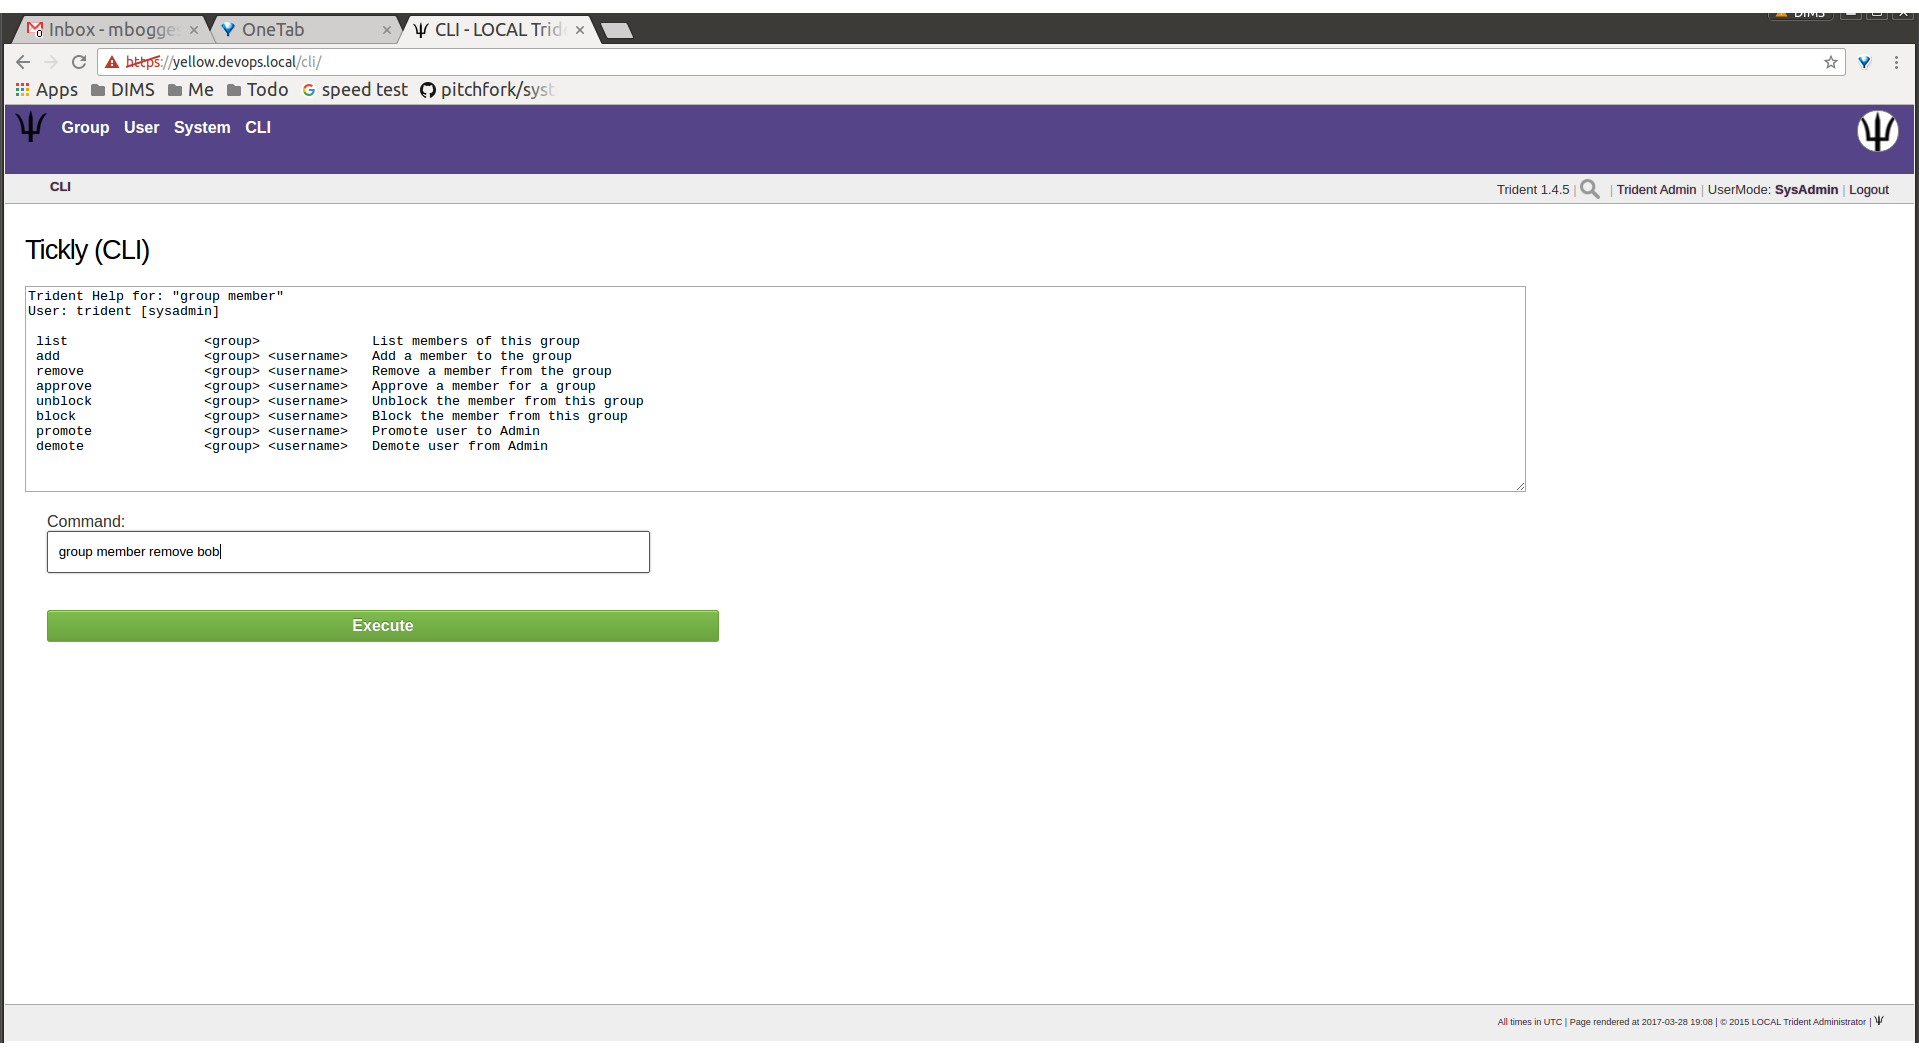 DIMS
Inbox - mbogge
OneTab
CLI - LOCAL Trid
https://yellow.devops.local/cli/
Apps DIMS Me Todo speed test pitchfork/syst
Group User System CLI
CLI
Trident 1.4.5 | | Trident Admin | UserMode: SysAdmin | Logout
Tickly (CLI)
Trident Help for: "group member"
User: trident [sysadmin]
list <group> List members of this group
add <group> <username> Add a member to the group
remove <group> <username> Remove a member from the group
approve <group> <username> Approve a member for a group
unblock <group> <username> Unblock the member from this group
block <group> <username> Block the member from this group
promote <group> <username> Promote user to Admin
demote <group> <username> Demote user from Admin
Command:
group member remove bob
Execute
All times in UTC | Page rendered at 2017-03-28 19:08 | © 2015 LOCAL Trident Administrator |